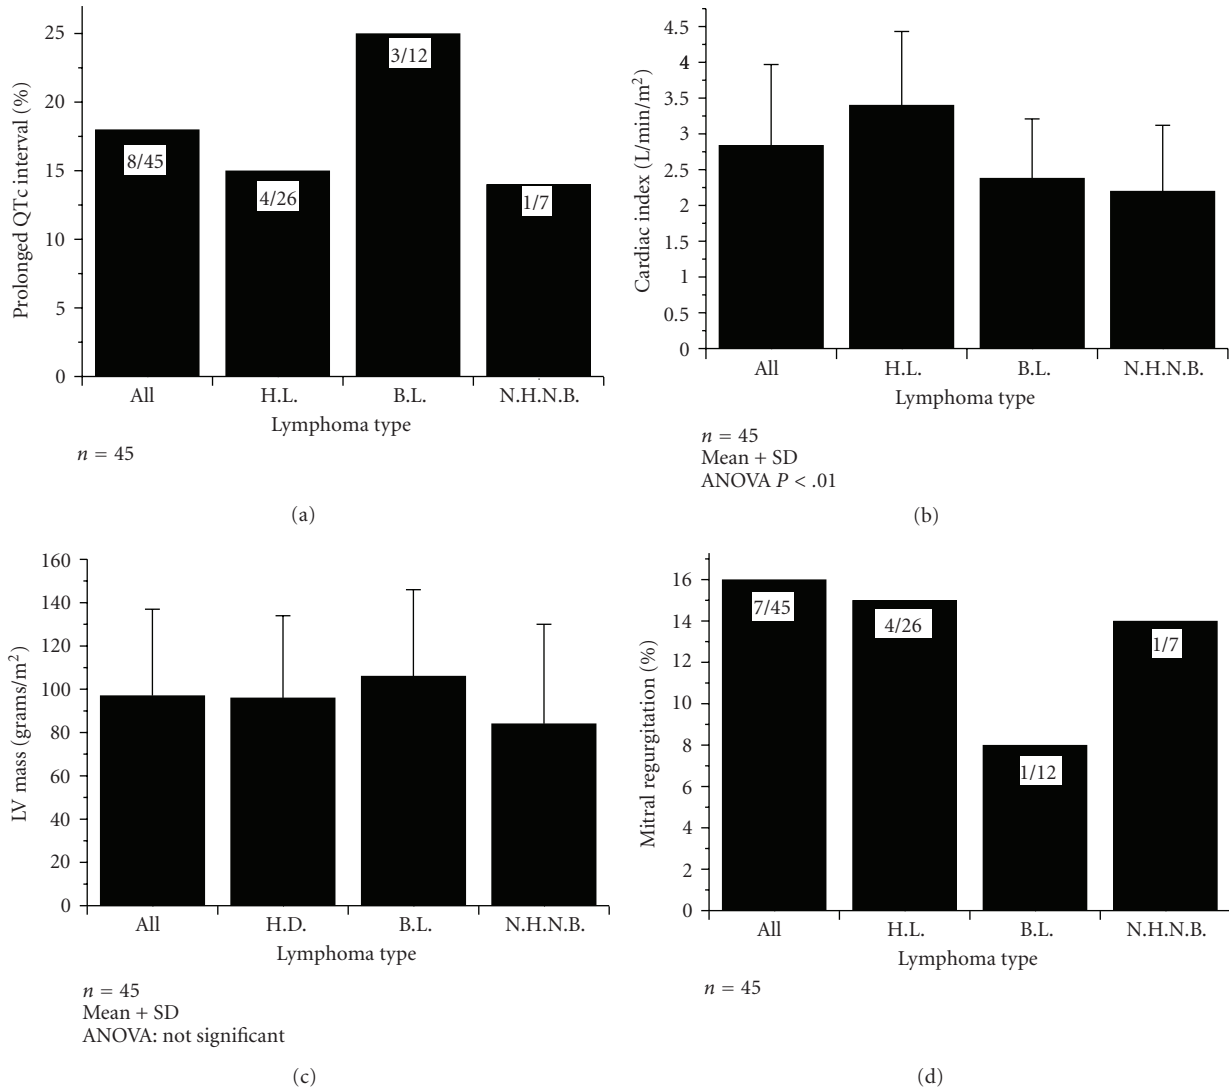 Prolonged QTc interval (%)
25
20
15
10
5
0
8/45
4/26
3/12
1/7
All H.L. B.L. N.H.N.B.
Lymphoma type
n = 45
(a)
Cardiac index (L/min/m²)
4.5
4
3.5
3
2.5
2
1.5
1
0.5
0
All H.L. B.L. N.H.N.B.
Lymphoma type
n = 45
Mean + SD
ANOVA P < .01
(b)
LV mass (grams/m²)
160
140
120
100
80
60
40
20
0
All H.D. B.L. N.H.N.B.
Lymphoma type
n = 45
Mean + SD
ANOVA: not significant
(c)
Mitral regurgitation (%)
16
14
12
10
8
6
4
2
0
7/45
4/26
1/12
1/7
All H.L. B.L. N.H.N.B.
Lymphoma type
n = 45
(d)